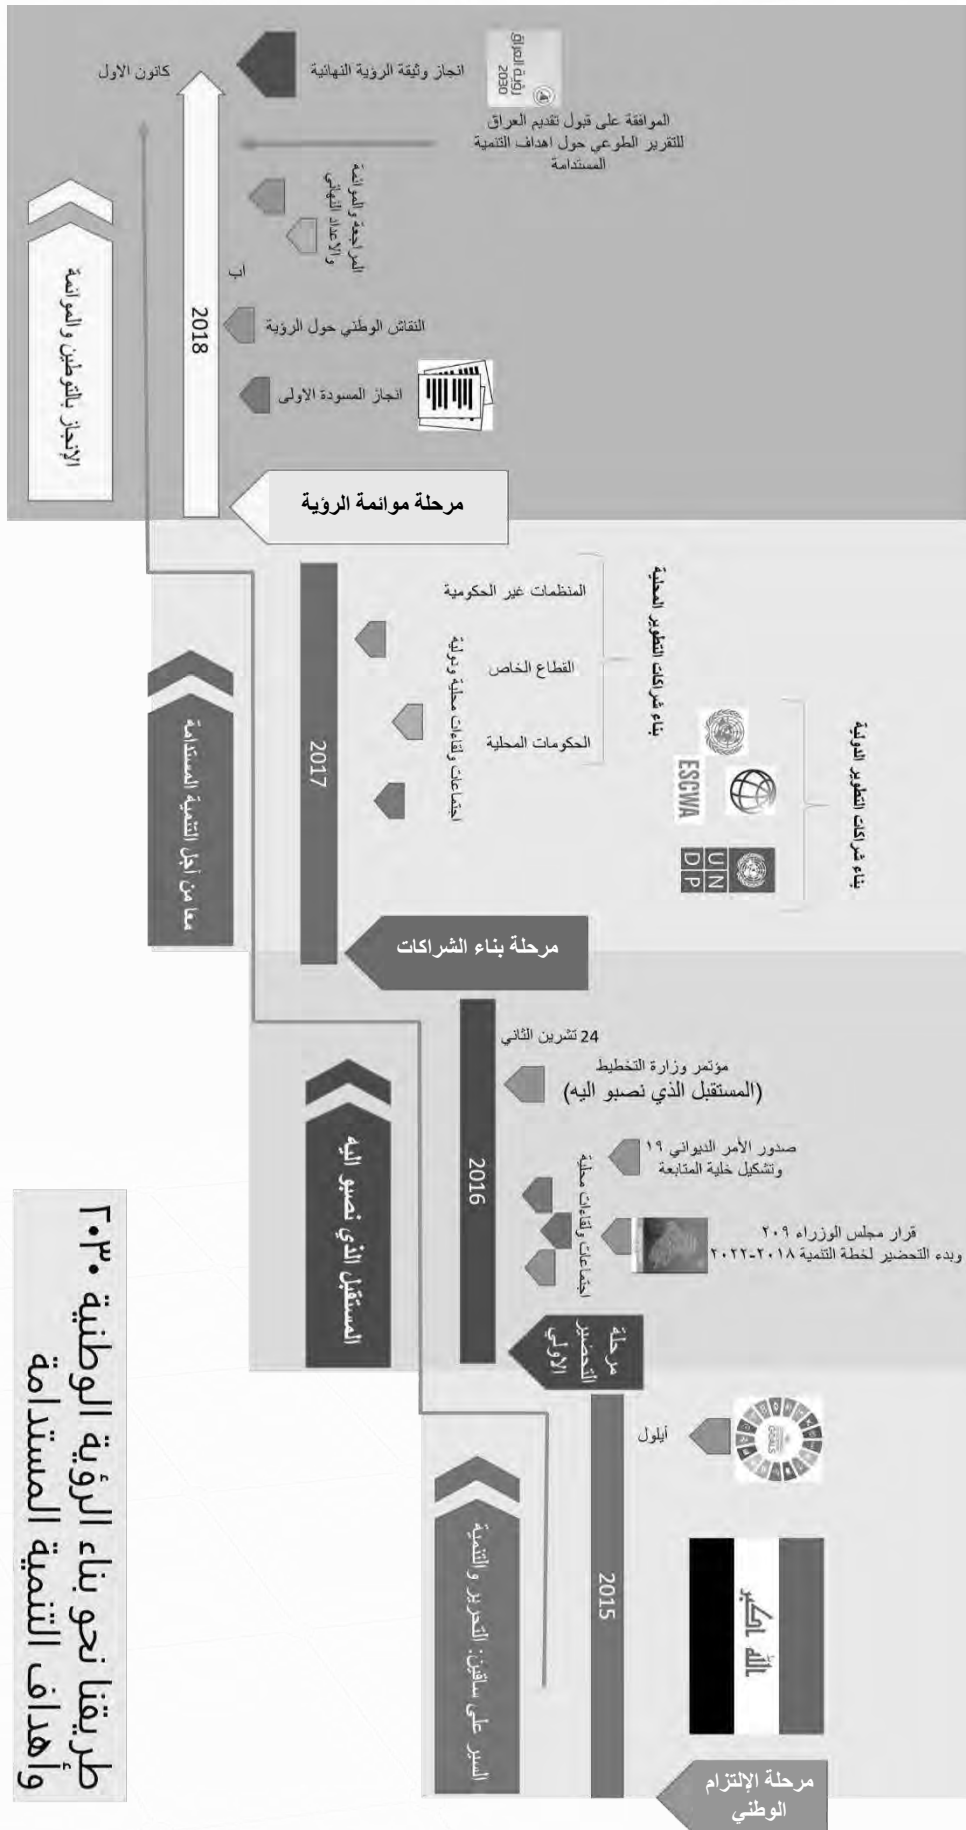 طريقنا نحو بناء الرؤية الوطنية ٢٠٣٠
وأهداف التنمية المستدامة
مرحلة الإلتزام
الوطني
2015
الله اكبر
GOALS
أيلول
السير على ساقين: التحرير والتنمية
مرحلة
التحضير
الاولي
2016
قرار مجلس الوزراء ٢٠٩
وبدء التحضير لخطة التنمية ٢٠١٨-٢٠٢٢
صدور الأمر الديواني ١٩
وتشكيل خلية المتابعة
اجتماعات ولقاءات محلية
مؤتمر وزارة التخطيط
(المستقبل الذي نصبو اليه)
24 تشرين الثاني
المستقبل الذي نصبو اليه
مرحلة بناء الشراكات
2017
بناء شراكات التطوير الدولية
ESCWA
UN
DP
بناء شراكات التطوير المحلية
المنظمات غير الحكومية
القطاع الخاص
الحكومات المحلية
اجتماعات ولقاءات محلية ودولية
معا من أجل التنمية المستدامة
مرحلة موائمة الرؤية
2018
انجاز المسودة الاولى
النقاش الوطني حول الرؤية
آب
المراجعة والموائمة
والاعداد النهائي
الموافقة على قبول تقديم العراق
للتقرير الطوعي حول اهداف التنمية
المستدامة
رؤية العراق
2030
انجاز وثيقة الرؤية النهائية
كانون الاول
الإنجاز بالتوطين والموائمة